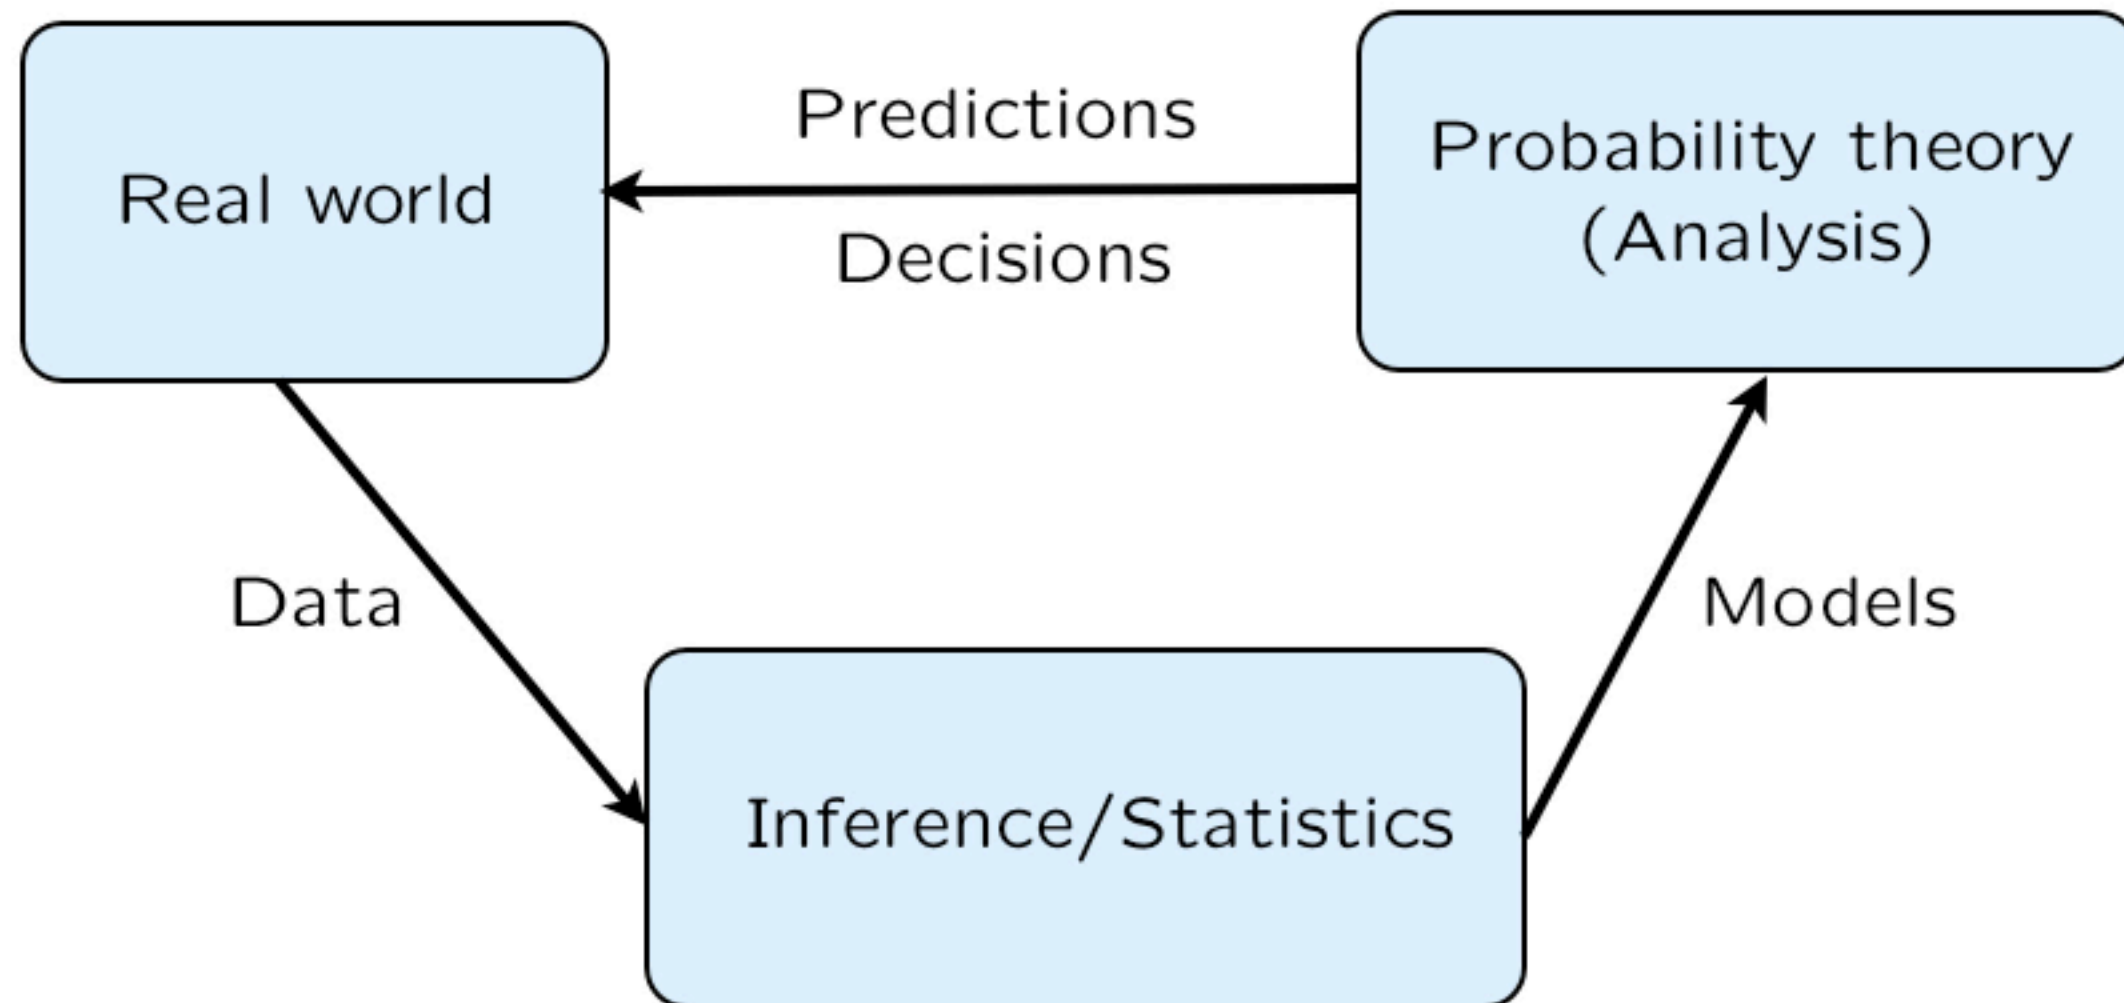 Real world
Predictions
Decisions
Probability theory
(Analysis)
Data
Models
Inference/Statistics